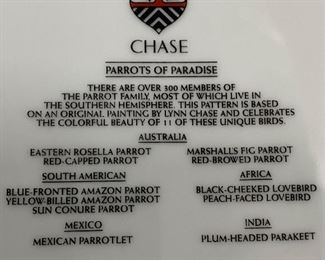 CHASE
PARROTS OF PARADISE
THERE ARE OVER 300 MEMBERS OF
THE PARROT FAMILY, MOST OF WHICH LIVE IN
THE SOUTHERN HEMISPHERE. THIS PATTERN IS BASED
ON AN ORIGINAL PAINTING BY LYNN CHASE AND CELEBRATES
THE COLORFUL BEAUTY OF 11 OF THESE UNIQUE BIRDS.
AUSTRALIA
EASTERN ROSELLA PARROT MARSHALL'S FIG PARROT
RED-CAPPED PARROT RED-BROWED PARROT
SOUTH AMERICAN AFRICA
BLUE-FRONTED AMAZON PARROT BLACK-CHEEKED LOVEBIRD
YELLOW-BILLED AMAZON PARROT PEACH-FACED LOVEBIRD
SUN CONURE PARROT
MEXICO INDIA
MEXICAN PARROTLET PLUM-HEADED PARAKEET